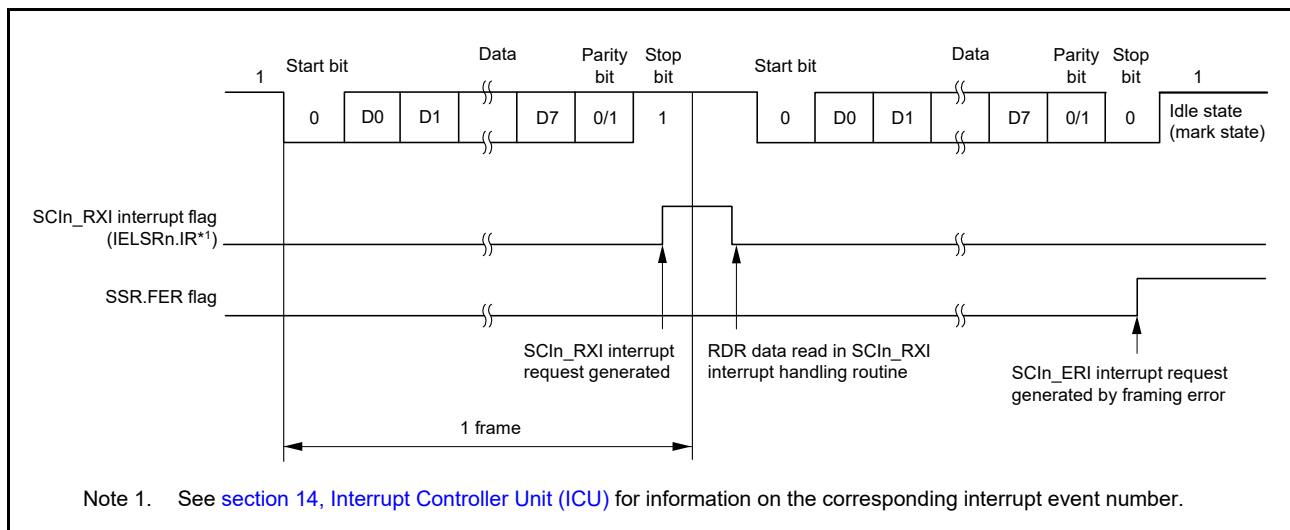 1
Start bit
Data
Parity
bit
Stop
bit
Start bit
Data
Parity
bit
Stop
bit
1
0
D0
D1
D7
0/1
1
0
D0
D1
D7
0/1
0
Idle state
(mark state)
SCIn_RXI interrupt flag
(IELSRn.IR*1)
SSR.FER flag
SCIn_RXI interrupt
request generated
RDR data read in SCIn_RXI
interrupt handling routine
SCIn_ERI interrupt request
generated by framing error
1 frame
Note 1. See section 14, Interrupt Controller Unit (ICU) for information on the corresponding interrupt event number.